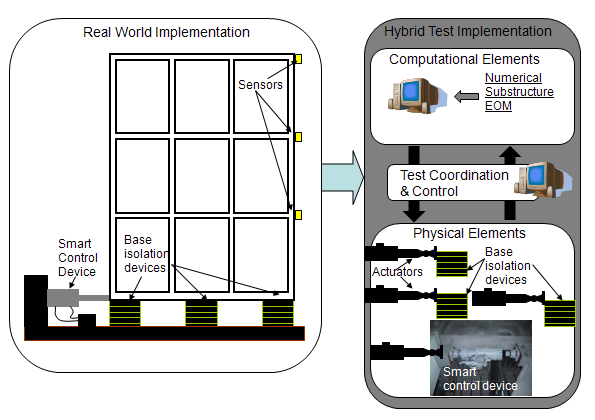 Real World Implementation
Sensors
Smart
Control
Device
Base
isolation
devices
Hybrid Test Implementation
Computational Elements
Numerical
Substructure
EOM
Test Coordination
& Control
Physical Elements
Actuators
Base
isolation
devices
Smart
control device